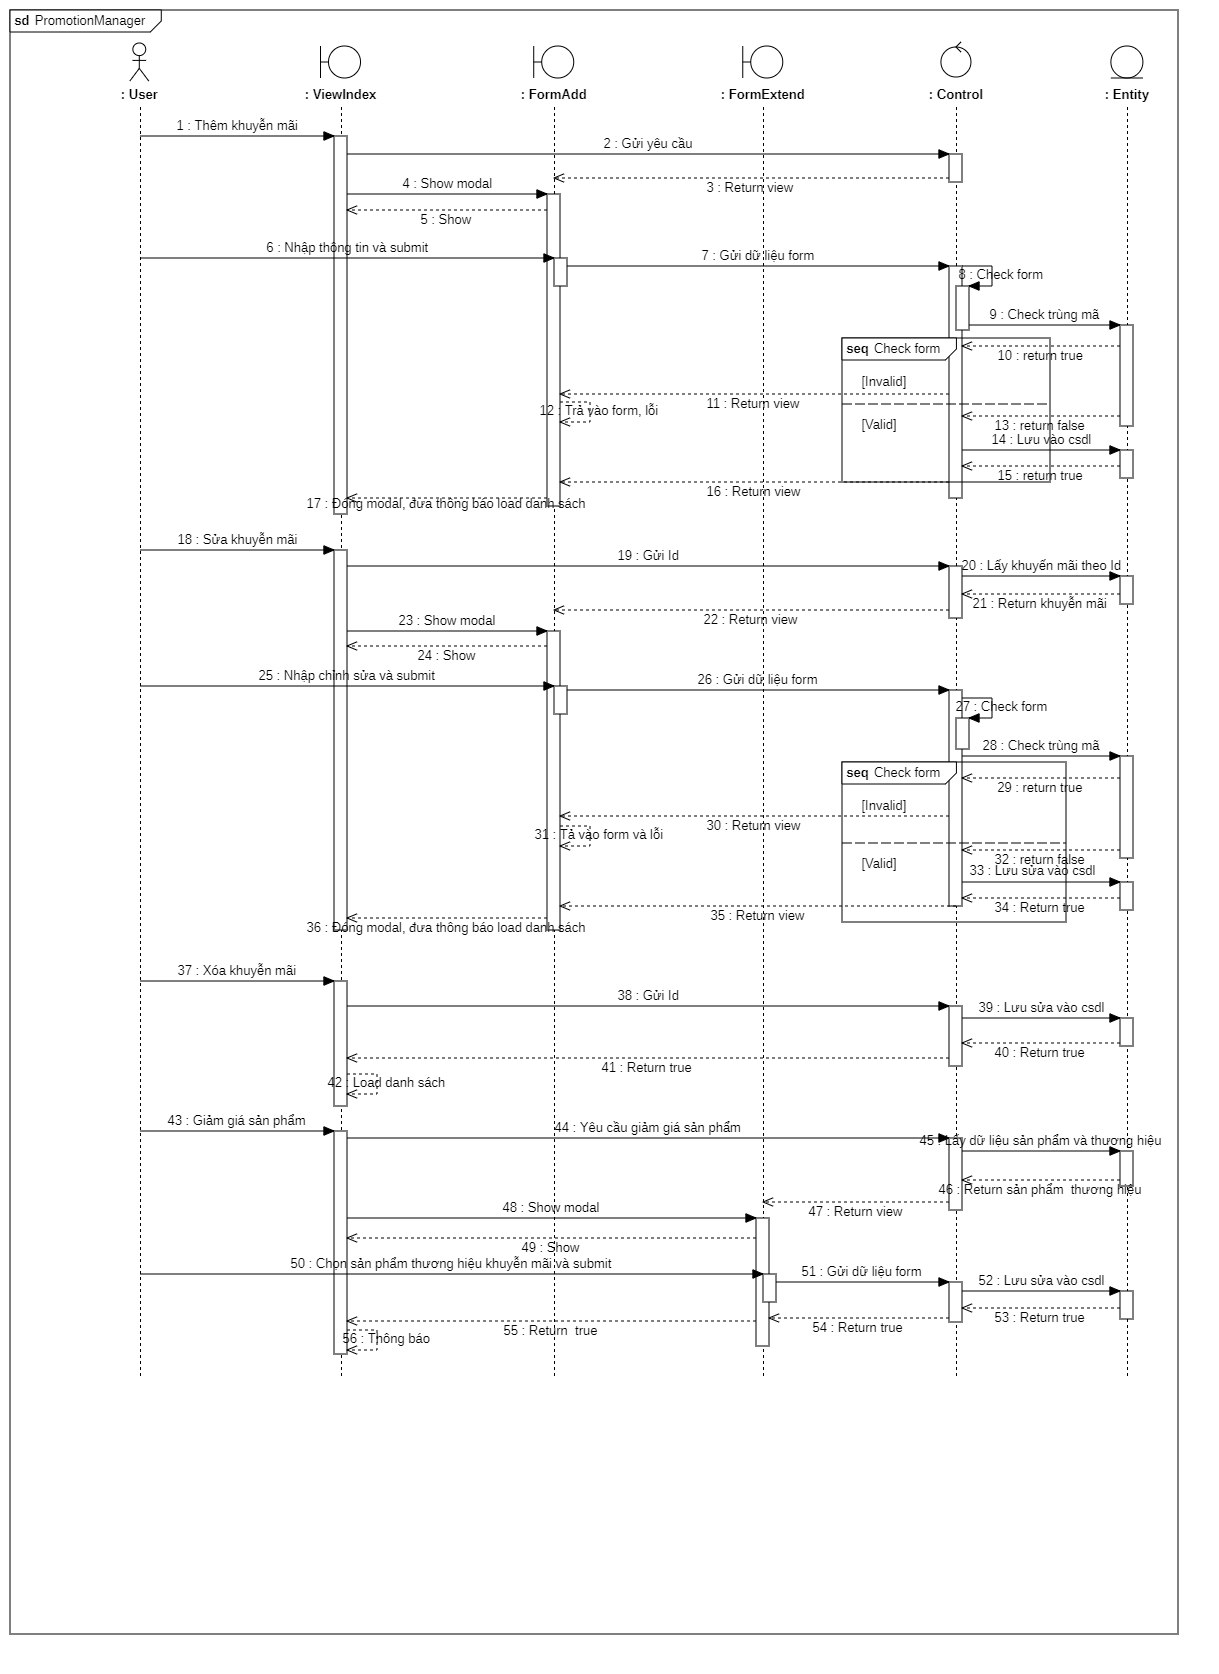 sd PromotionManager
: User
: ViewIndex
: FormAdd
: FormExtend
: Control
: Entity
1 : Thêm khuyễn mãi
2 : Gửi yêu cầu
3 : Return view
4 : Show modal
5 : Show
6 : Nhập thông tin và submit
7 : Gửi dữ liệu form
8 : Check form
9 : Check trùng mã
seq Check form
10 : return true
[Invalid]
11 : Return view
12 : Trả vào form, lỗi
[Valid]
13 : return false
14 : Lưu vào csdl
15 : return true
16 : Return view
17 : Đóng modal, đưa thông báo load danh sách
18 : Sửa khuyễn mãi
19 : Gửi Id
20 : Lấy khuyến mãi theo Id
21 : Return khuyễn mãi
22 : Return view
23 : Show modal
24 : Show
25 : Nhập chỉnh sửa và submit
26 : Gửi dữ liệu form
27 : Check form
28 : Check trùng mã
seq Check form
29 : return true
[Invalid]
30 : Return view
31 : Tả vào form và lỗi
32 : return false
[Valid]
33 : Lưu sửa vào csdl
34 : Return true
35 : Return view
36 : Đóng modal, đưa thông báo load danh sách
37 : Xóa khuyễn mãi
38 : Gửi Id
39 : Lưu sửa vào csdl
40 : Return true
41 : Return true
42 : Load danh sách
43 : Giảm giá sản phẩm
44 : Yêu cầu giảm giá sản phẩm
45 : Lấy dữ liệu sản phẩm và thương hiệu
46 : Return sản phẩm  thương hiệu
47 : Return view
48 : Show modal
49 : Show
50 : Chọn sản phẩm thương hiệu khuyễn mãi và submit
51 : Gửi dữ liệu form
52 : Lưu sửa vào csdl
53 : Return true
54 : Return true
55 : Return  true
56 : Thông báo